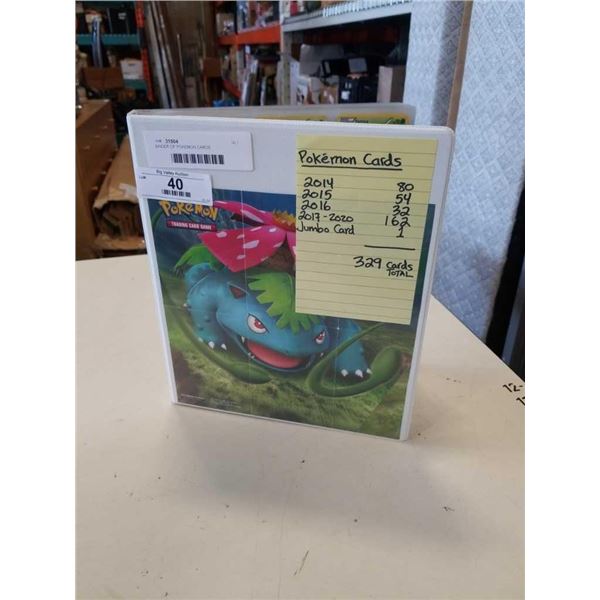 31504
BINDER OF POKEMON CARDS
Big Valley Auction
40
POKéMON
TRADING CARD GAME
Pokémon Cards
2014 80
2015 54
2016 32
2017-2020 162
Jumbo Card 1
329 Cards
TOTAL